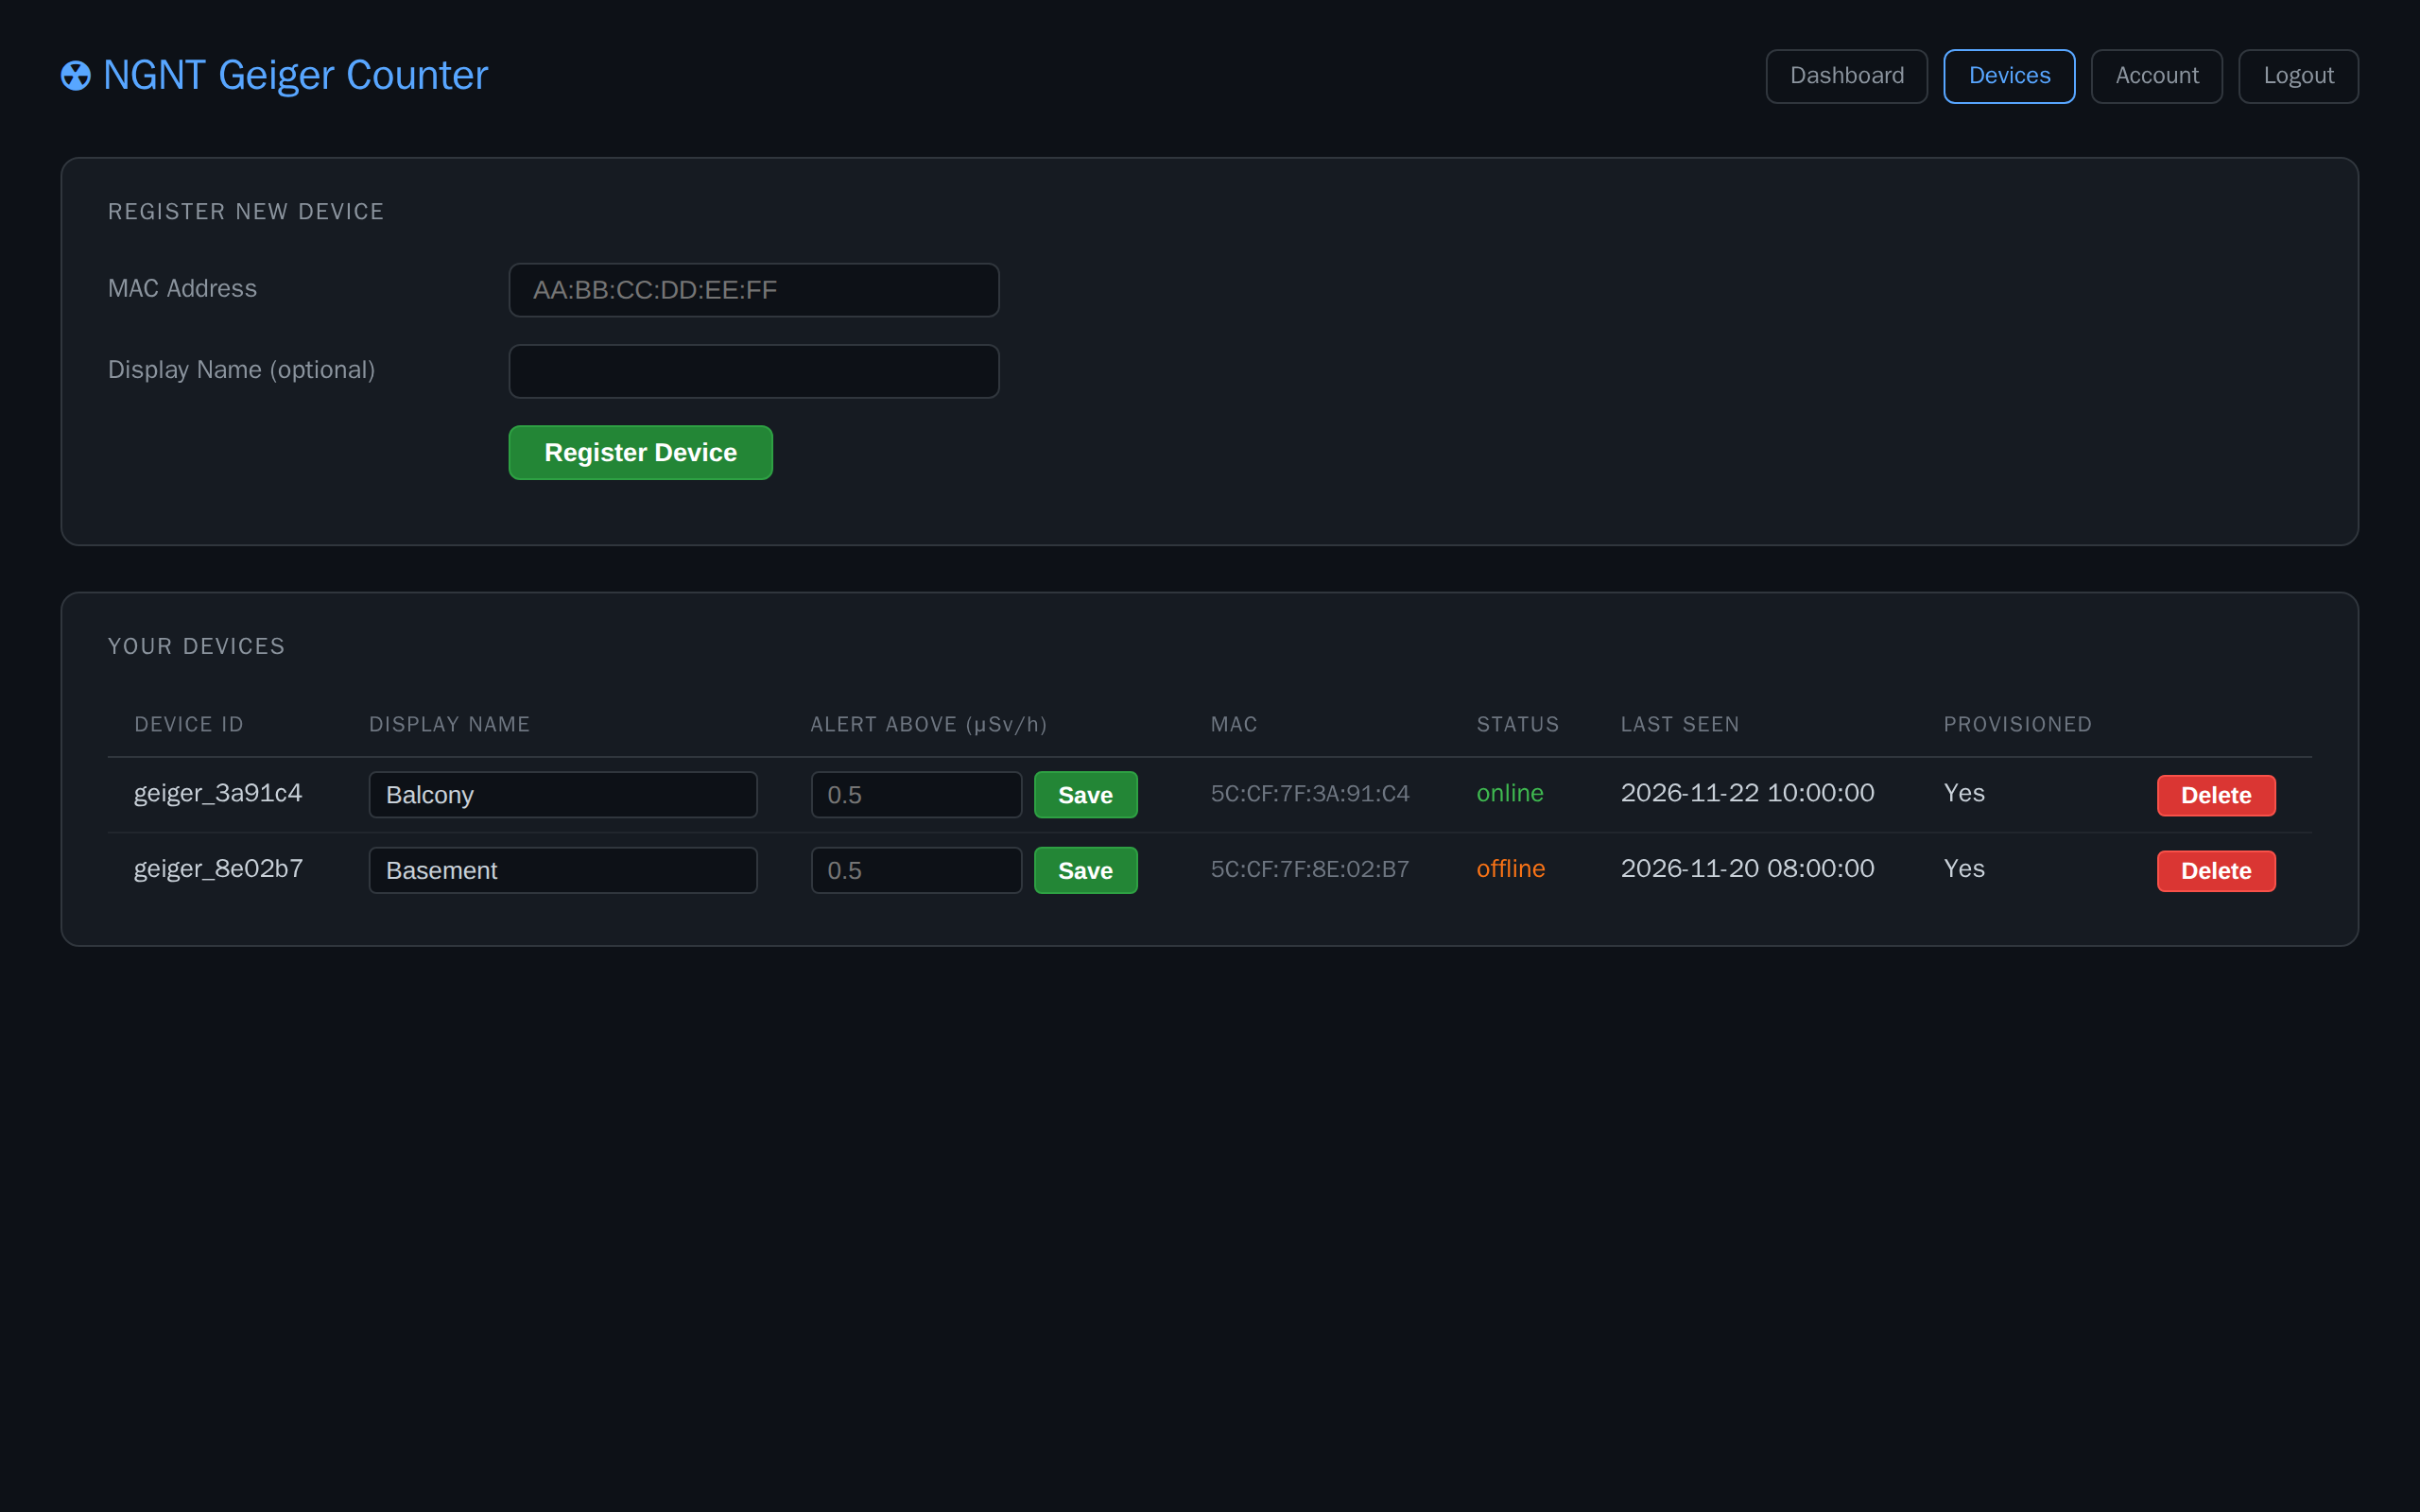 ☢ NGNT Geiger Counter
Dashboard Devices Account Logout
REGISTER NEW DEVICE
MAC Address AA:BB:CC:DD:EE:FF
Display Name (optional)
Register Device
YOUR DEVICES
DEVICE ID DISPLAY NAME ALERT ABOVE (µSv/h) MAC STATUS LAST SEEN PROVISIONED
geiger_3a91c4 Balcony 0.5 Save 5C:CF:7F:3A:91:C4 online 2026-11-22 10:00:00 Yes Delete
geiger_8e02b7 Basement 0.5 Save 5C:CF:7F:8E:02:B7 offline 2026-11-20 08:00:00 Yes Delete